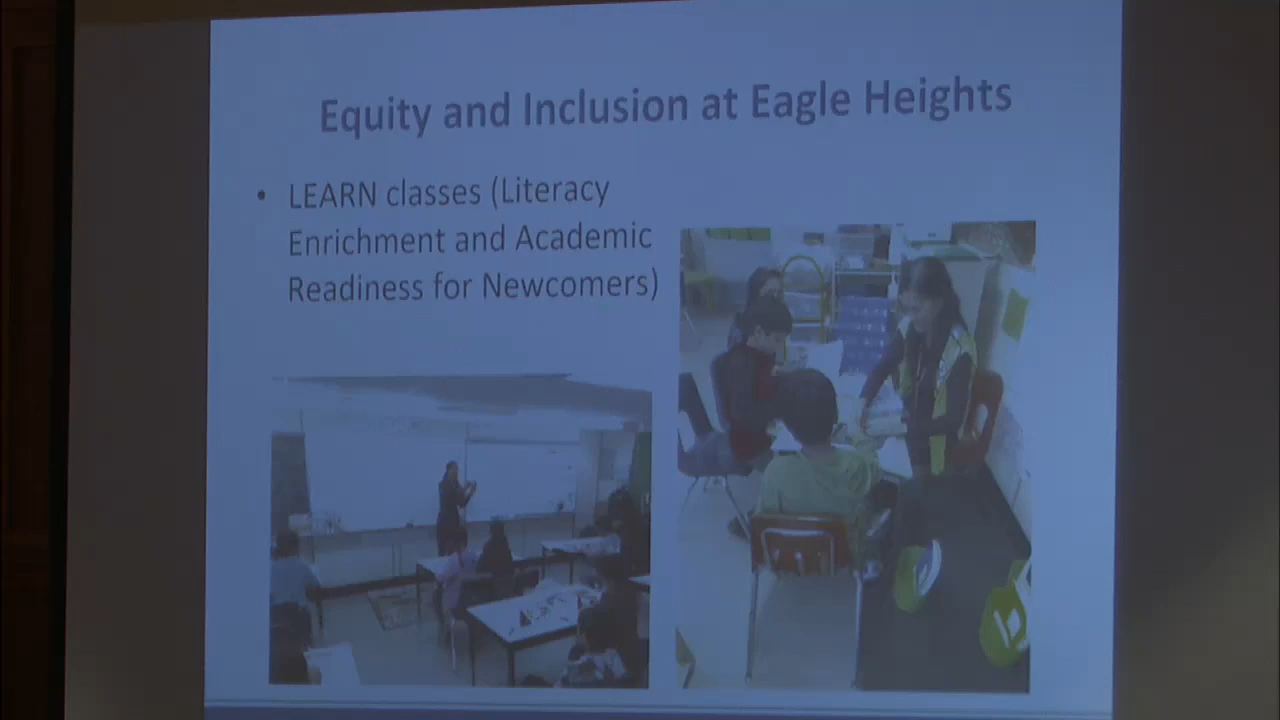 Equity and Inclusion at Eagle Heights
• LEARN classes (Literacy
Enrichment and Academic
Readiness for Newcomers)